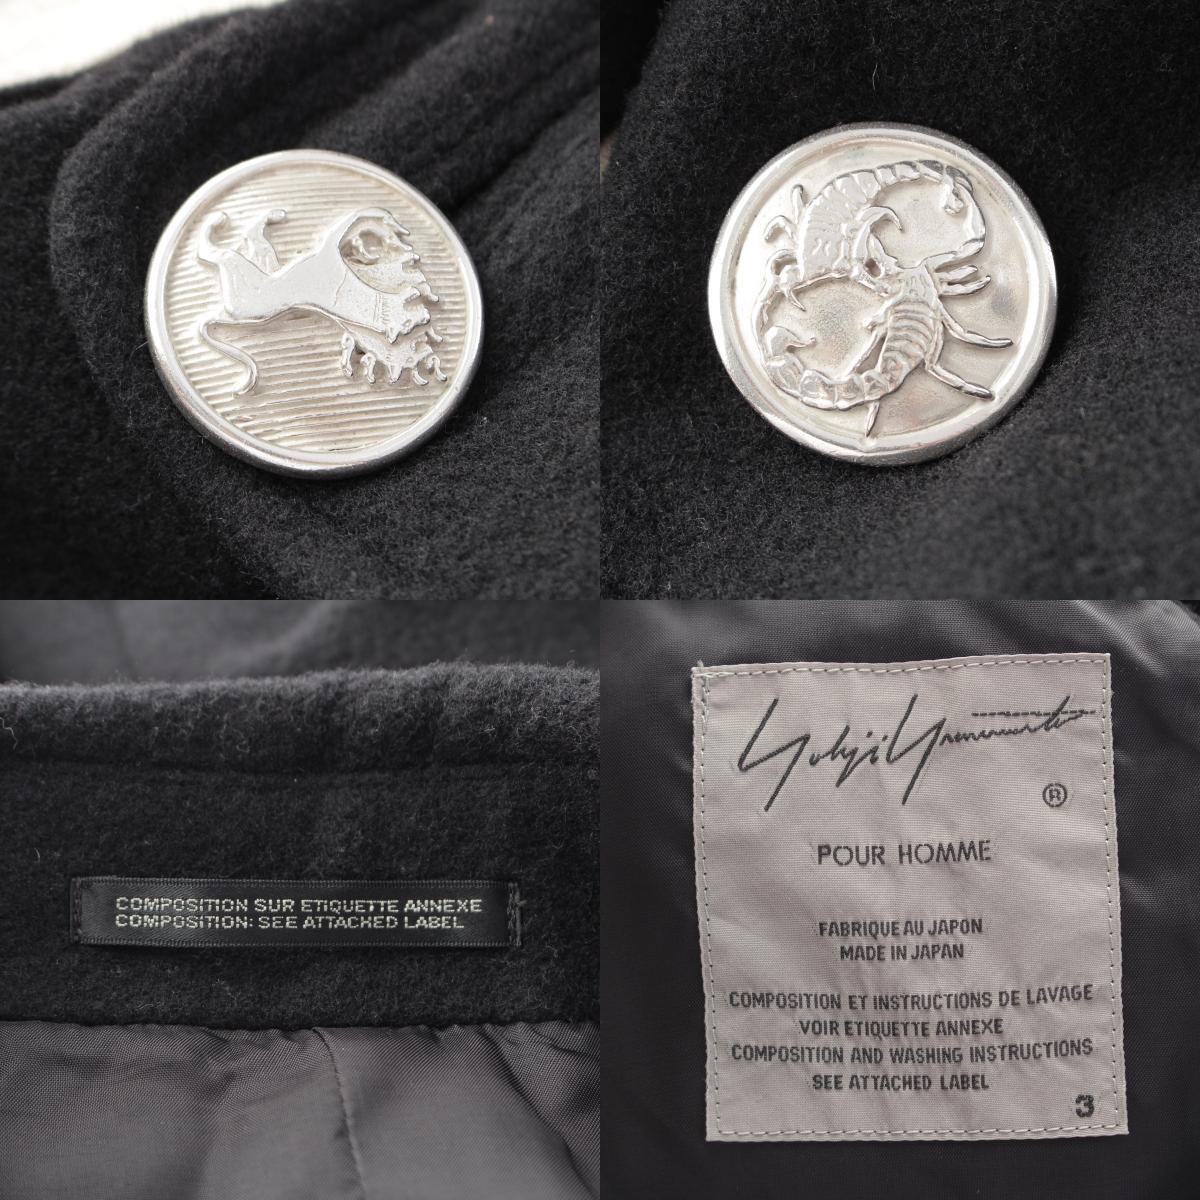 COMPOSITION SUR ETIQUETTE ANNEXE
COMPOSITION: SEE ATTACHED LABEL
Yohji Yamamoto
®
POUR HOMME
FABRIQUE AU JAPON
MADE IN JAPAN
COMPOSITION ET INSTRUCTIONS DE LAVAGE
VOIR ETIQUETTE ANNEXE
COMPOSITION AND WASHING INSTRUCTIONS
SEE ATTACHED LABEL
3